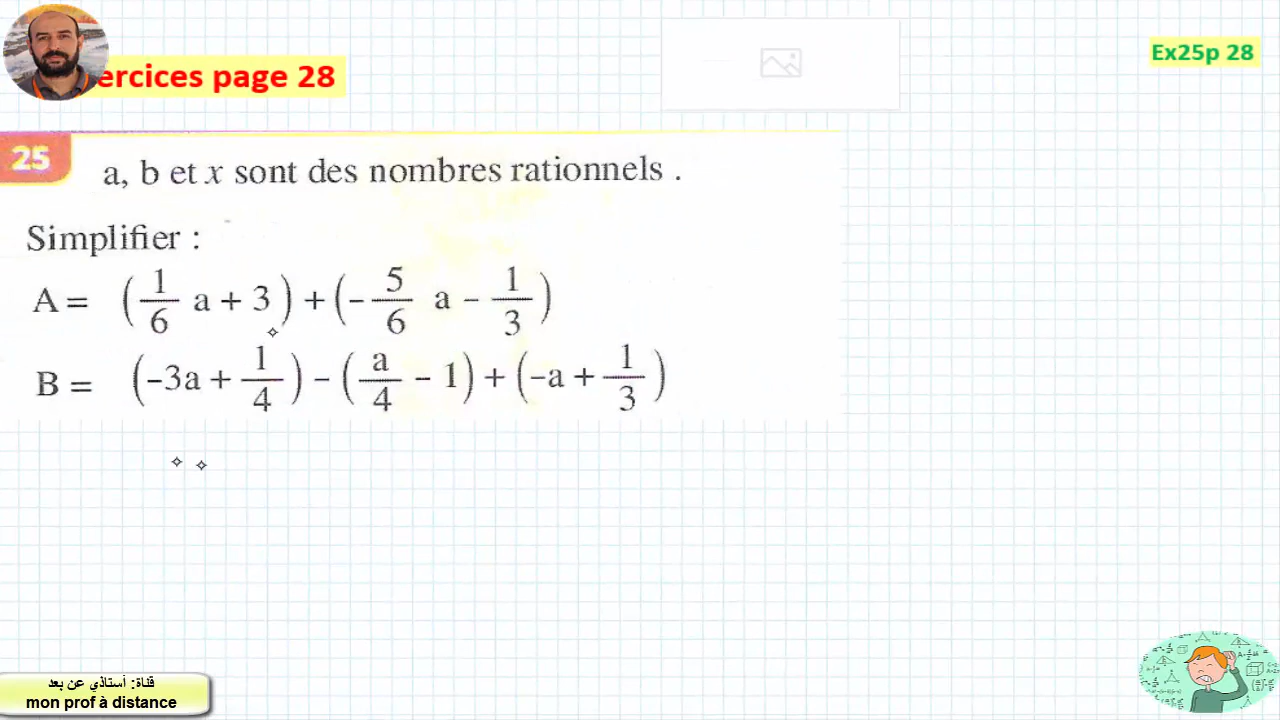 ercices page 28
Ex25p 28
25
a, b et x sont des nombres rationnels .
Simplifier :
A = (1/6 a + 3) + (- 5/6 a - 1/3)
B = (-3a + 1/4) - (a/4 - 1) + (-a + 1/3)
قناة: أستاذي عن بعد
mon prof à distance